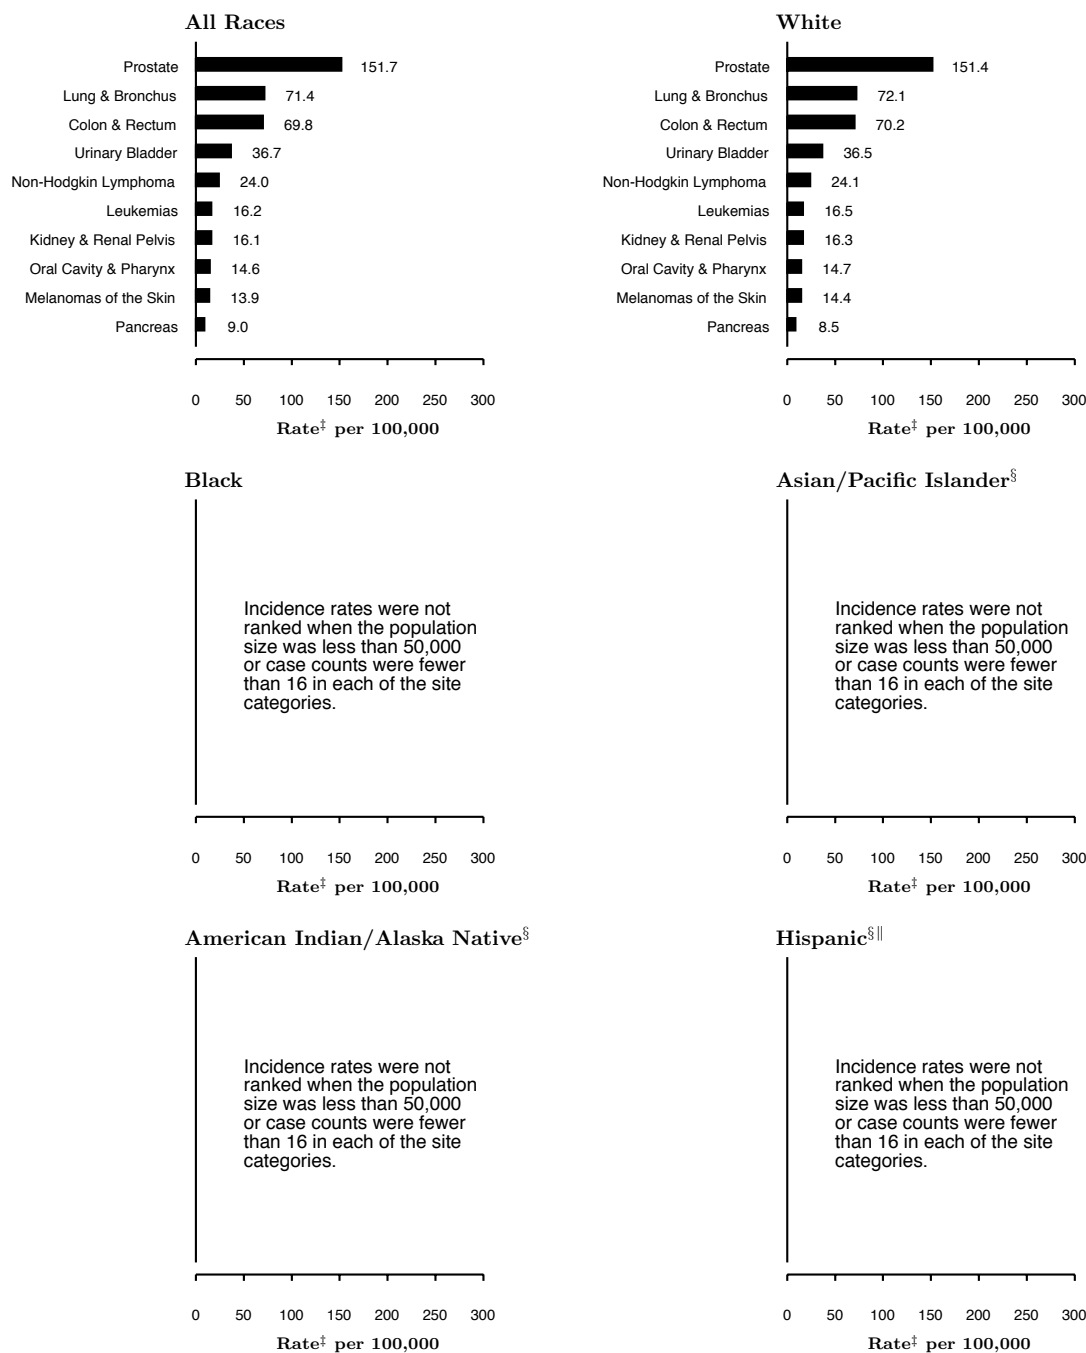 All Races
Prostate 151.7
Lung & Bronchus 71.4
Colon & Rectum 69.8
Urinary Bladder 36.7
Non-Hodgkin Lymphoma 24.0
Leukemias 16.2
Kidney & Renal Pelvis 16.1
Oral Cavity & Pharynx 14.6
Melanomas of the Skin 13.9
Pancreas 9.0
0 50 100 150 200 250 300
Rate‡ per 100,000
White
Prostate 151.4
Lung & Bronchus 72.1
Colon & Rectum 70.2
Urinary Bladder 36.5
Non-Hodgkin Lymphoma 24.1
Leukemias 16.5
Kidney & Renal Pelvis 16.3
Oral Cavity & Pharynx 14.7
Melanomas of the Skin 14.4
Pancreas 8.5
0 50 100 150 200 250 300
Rate‡ per 100,000
Black
Incidence rates were not
ranked when the population
size was less than 50,000
or case counts were fewer
than 16 in each of the site
categories.
0 50 100 150 200 250 300
Rate‡ per 100,000
Asian/Pacific Islander§
Incidence rates were not
ranked when the population
size was less than 50,000
or case counts were fewer
than 16 in each of the site
categories.
0 50 100 150 200 250 300
Rate‡ per 100,000
American Indian/Alaska Native§
Incidence rates were not
ranked when the population
size was less than 50,000
or case counts were fewer
than 16 in each of the site
categories.
0 50 100 150 200 250 300
Rate‡ per 100,000
Hispanic§‖
Incidence rates were not
ranked when the population
size was less than 50,000
or case counts were fewer
than 16 in each of the site
categories.
0 50 100 150 200 250 300
Rate‡ per 100,000